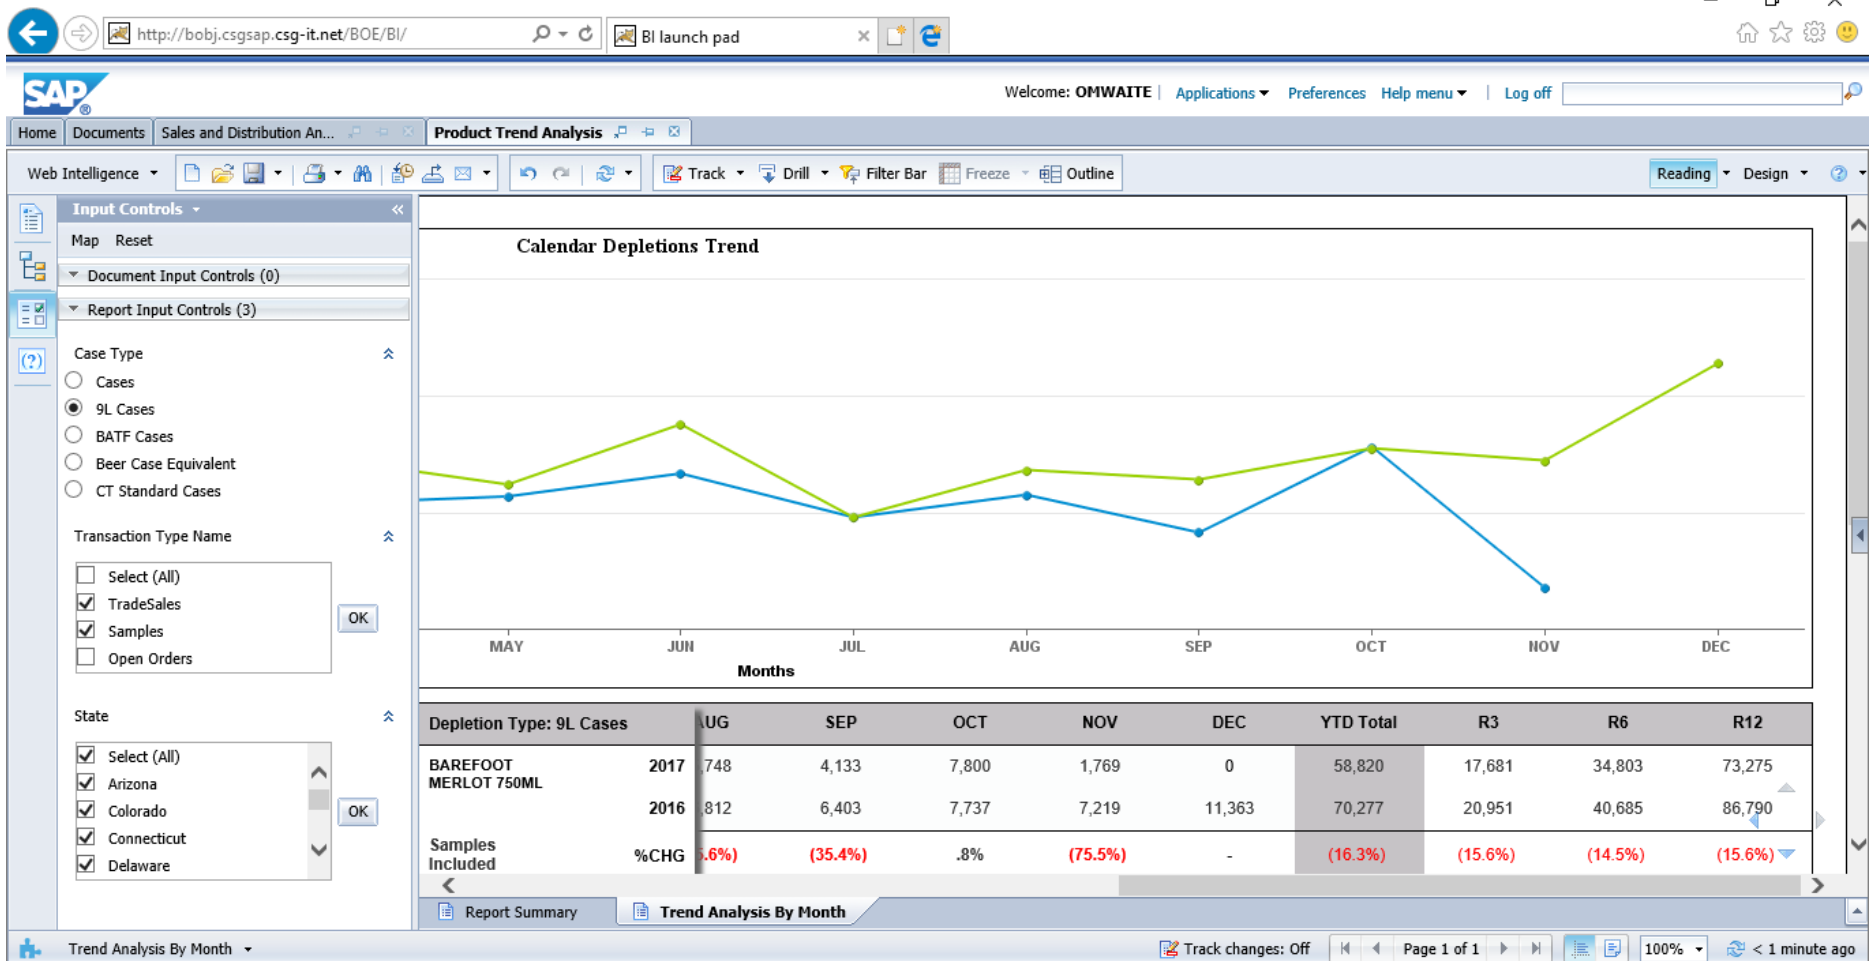 http://bobj.csgsap.csg-it.net/BOE/BI/
BI launch pad
SAP
Welcome: OMWAITE | Applications Preferences Help menu | Log off
Home Documents Sales and Distribution An... Product Trend Analysis
Web Intelligence Track Drill Filter Bar Freeze Outline Reading Design
Input Controls
Map Reset
Document Input Controls (0)
Report Input Controls (3)
Case Type
Cases
9L Cases
BATF Cases
Beer Case Equivalent
CT Standard Cases
Transaction Type Name
Select (All)
TradeSales
Samples
Open Orders
OK
State
Select (All)
Arizona
Colorado
Connecticut
Delaware
OK
Calendar Depletions Trend
MAY JUN JUL AUG SEP OCT NOV DEC
Months
Depletion Type: 9L Cases UG SEP OCT NOV DEC YTD Total R3 R6 R12
BAREFOOT MERLOT 750ML 2017 ,748 4,133 7,800 1,769 0 58,820 17,681 34,803 73,275
2016 ,812 6,403 7,737 7,219 11,363 70,277 20,951 40,685 86,790
Samples Included %CHG .6%) (35.4%) .8% (75.5%) - (16.3%) (15.6%) (14.5%) (15.6%)
Report Summary Trend Analysis By Month
Trend Analysis By Month Track changes: Off Page 1 of 1 100% < 1 minute ago